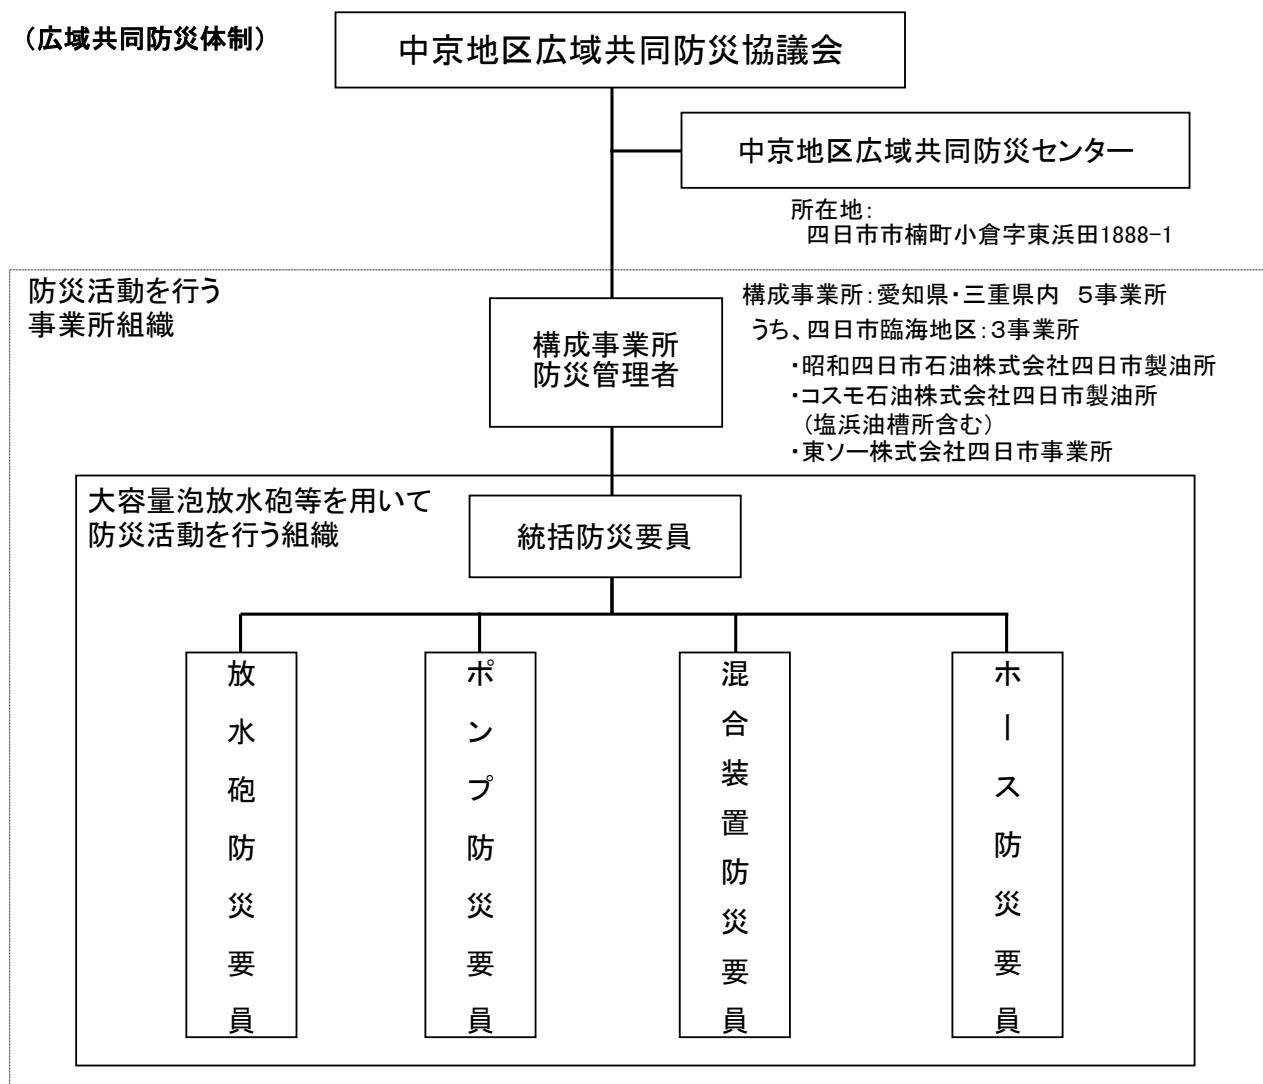 （広域共同防災体制）
中京地区広域共同防災協議会
中京地区広域共同防災センター
所在地：
四日市市楠町小倉字東浜田1888-1
防災活動を行う
事業所組織
構成事業所
防災管理者
構成事業所：愛知県・三重県内　５事業所
うち、四日市臨海地区：３事業所
・昭和四日市石油株式会社四日市製油所
・コスモ石油株式会社四日市製油所
（塩浜油槽所含む）
・東ソー株式会社四日市事業所
大容量泡放水砲等を用いて
防災活動を行う組織
統括防災要員
放水砲防災要員
ポンプ防災要員
混合装置防災要員
ホース防災要員